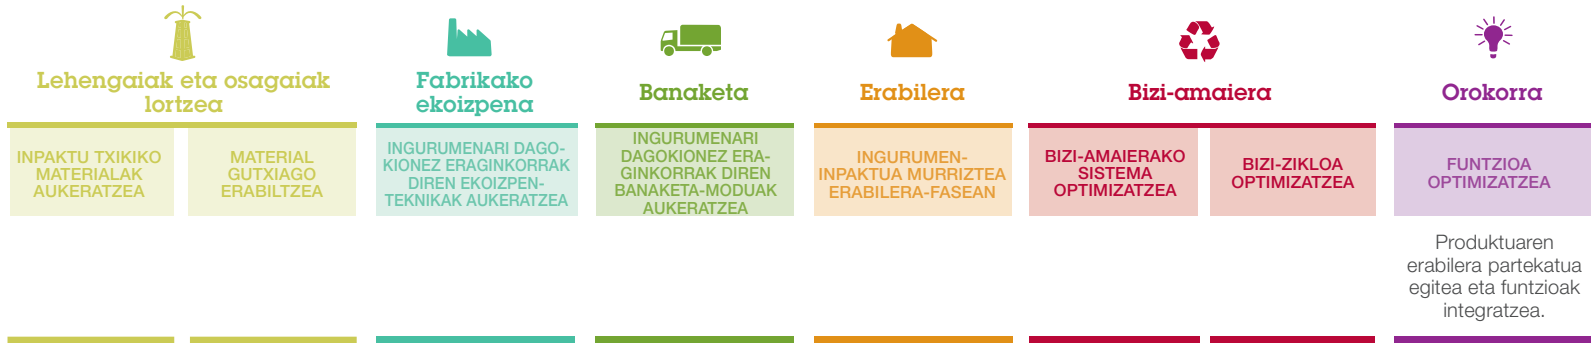 Lehengaiak eta osagaiak
lortzea
Fabrikako
ekoizpena
Banaketa
Erabilera
Bizi-amaiera
Orokorra
INPAKTU TXIKIKO
MATERIALAK
AUKERATZEA
MATERIAL
GUTXIAGO
ERABILTZEA
INGURUMENARI DAGO-
KIONEZ ERAGINKORRAK
DIREN EKOIZPEN-
TEKNIKAK AUKERATZEA
INGURUMENARI
DAGOKIONEZ ERA-
GINKORRAK DIREN
BANAKETA-MODUAK
AUKERATZEA
INGURUMEN-
INPAKTUA MURRIZTEA
ERABILERA-FASEAN
BIZI-AMAIERAKO
SISTEMA
OPTIMIZATZEA
BIZI-ZIKLOA
OPTIMIZATZEA
FUNTZIOA
OPTIMIZATZEA
Produktuaren
erabilera partekatua
egitea eta funtzioak
integratzea.